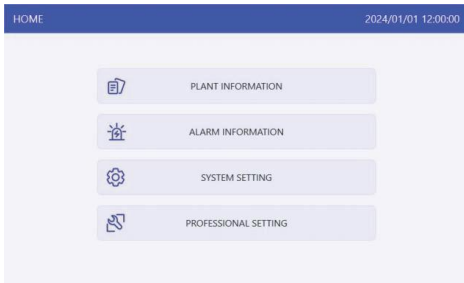 HOME 2024/01/01 12:00:00
PLANT INFORMATION
ALARM INFORMATION
SYSTEM SETTING
PROFESSIONAL SETTING